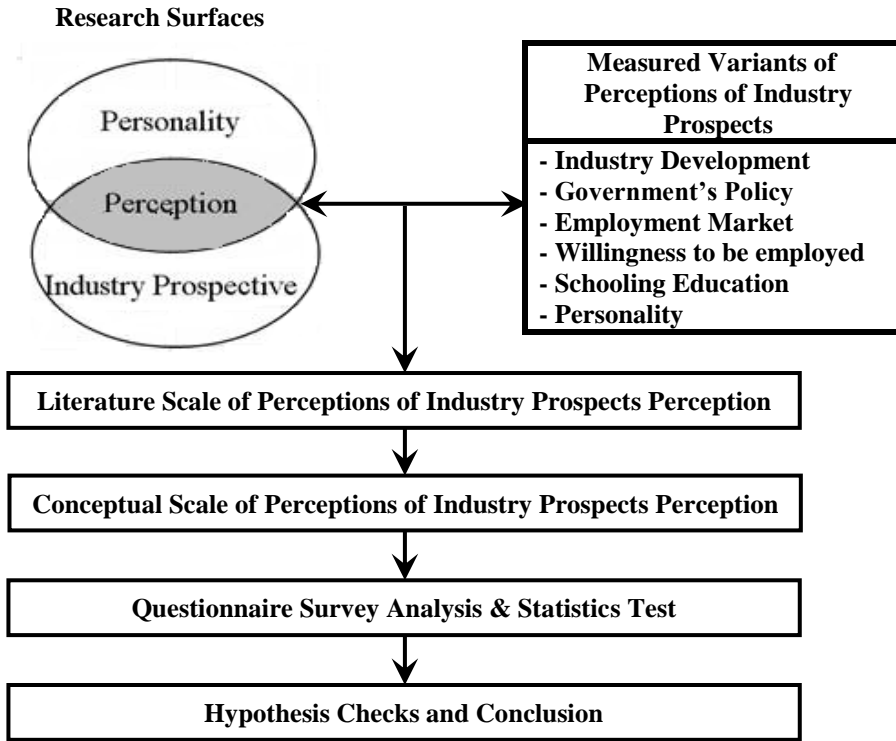 Research Surfaces
Personality
Perception
Industry Prospective
Measured Variants of
Perceptions of Industry
Prospects
- Industry Development
- Government’s Policy
- Employment Market
- Willingness to be employed
- Schooling Education
- Personality
Literature Scale of Perceptions of Industry Prospects Perception
Conceptual Scale of Perceptions of Industry Prospects Perception
Questionnaire Survey Analysis & Statistics Test
Hypothesis Checks and Conclusion